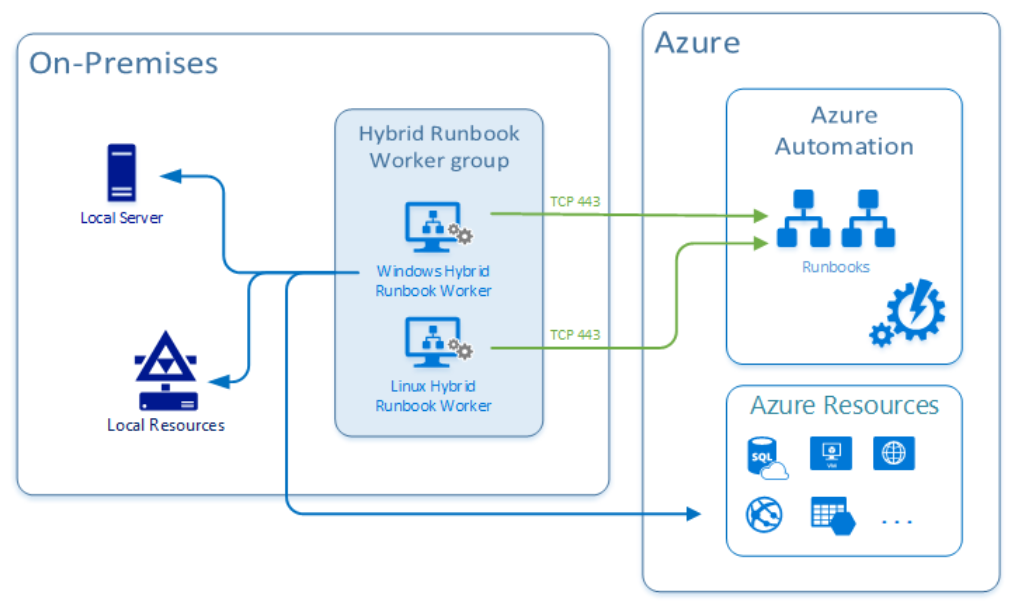 On-Premises
Local Server
Local Resources
Hybrid Runbook
Worker group
Windows Hybrid
Runbook Worker
Linux Hybrid
Runbook Worker
TCP 443
TCP 443
Azure
Azure
Automation
Runbooks
Azure Resources
SQL
VM
. . .